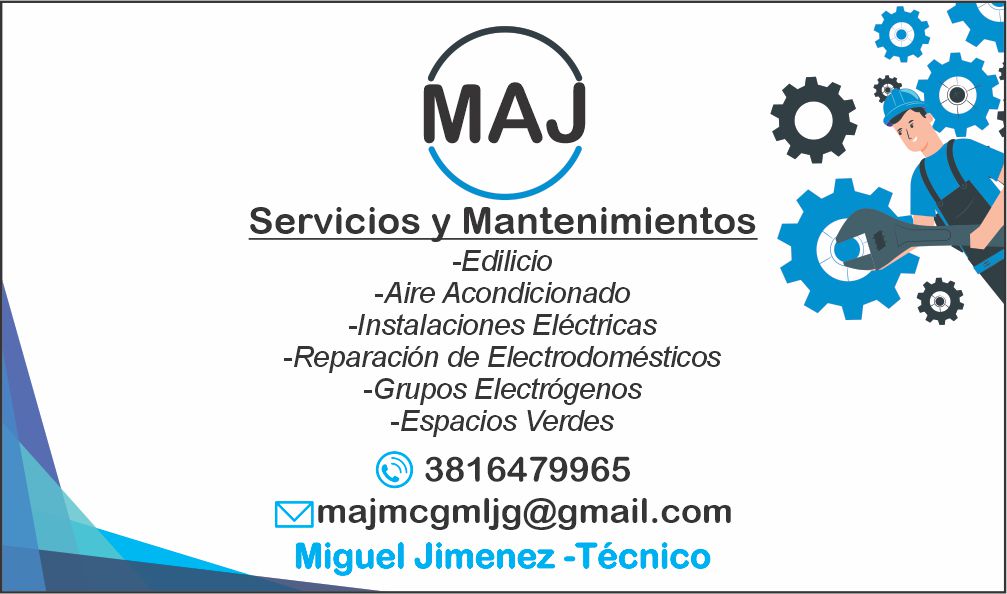 MAJ
Servicios y Mantenimientos
-Edilicio
-Aire Acondicionado
-Instalaciones Eléctricas
-Reparación de Electrodomésticos
-Grupos Electrógenos
-Espacios Verdes
3816479965
majmcgmljg@gmail.com
Miguel Jimenez -Técnico